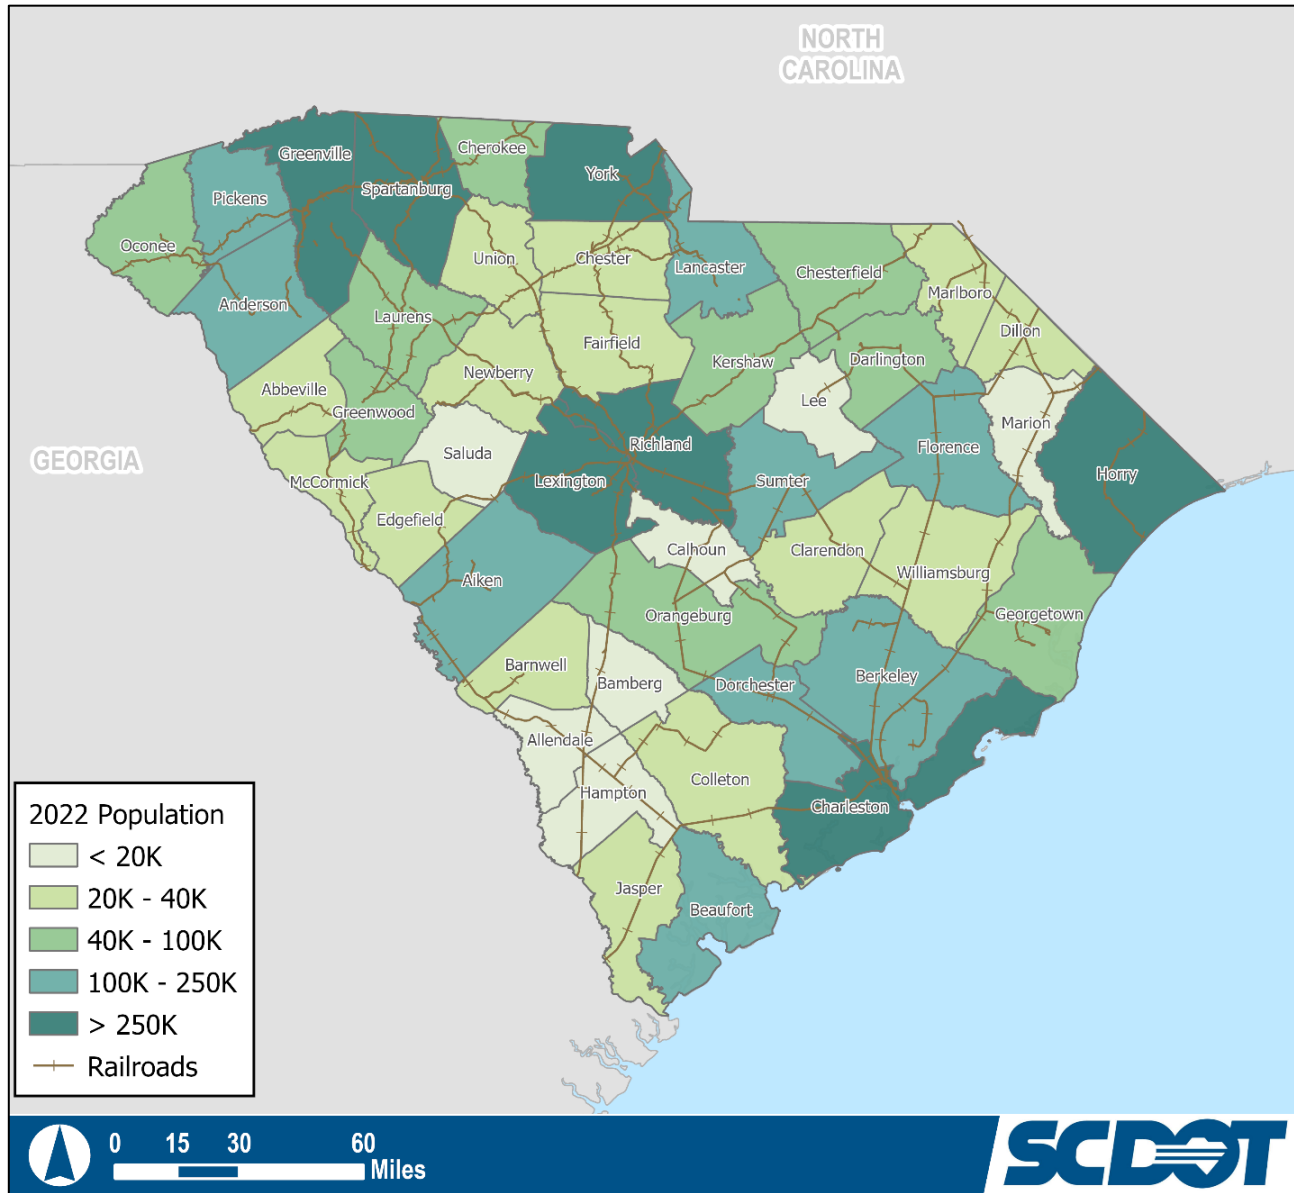 NORTH
CAROLINA
Greenville
Cherokee
York
Spartanburg
Pickens
Oconee
Union
Chester
Lancaster
Chesterfield
Marlboro
Anderson
Laurens
Dillon
Fairfield
Kershaw
Darlington
Newberry
Abbeville
Greenwood
Lee
Marion
Richland
Florence
Saluda
GEORGIA
Horry
McCormick
Lexington
Sumter
Edgefield
Calhoun
Clarendon
Williamsburg
Aiken
Orangeburg
Georgetown
Barnwell
Bamberg
Dorchester
Berkeley
Allendale
Colleton
Hampton
Charleston
Jasper
Beaufort
2022 Population
< 20K
20K - 40K
40K - 100K
100K - 250K
> 250K
Railroads
0 15 30 60
Miles
SCDOT